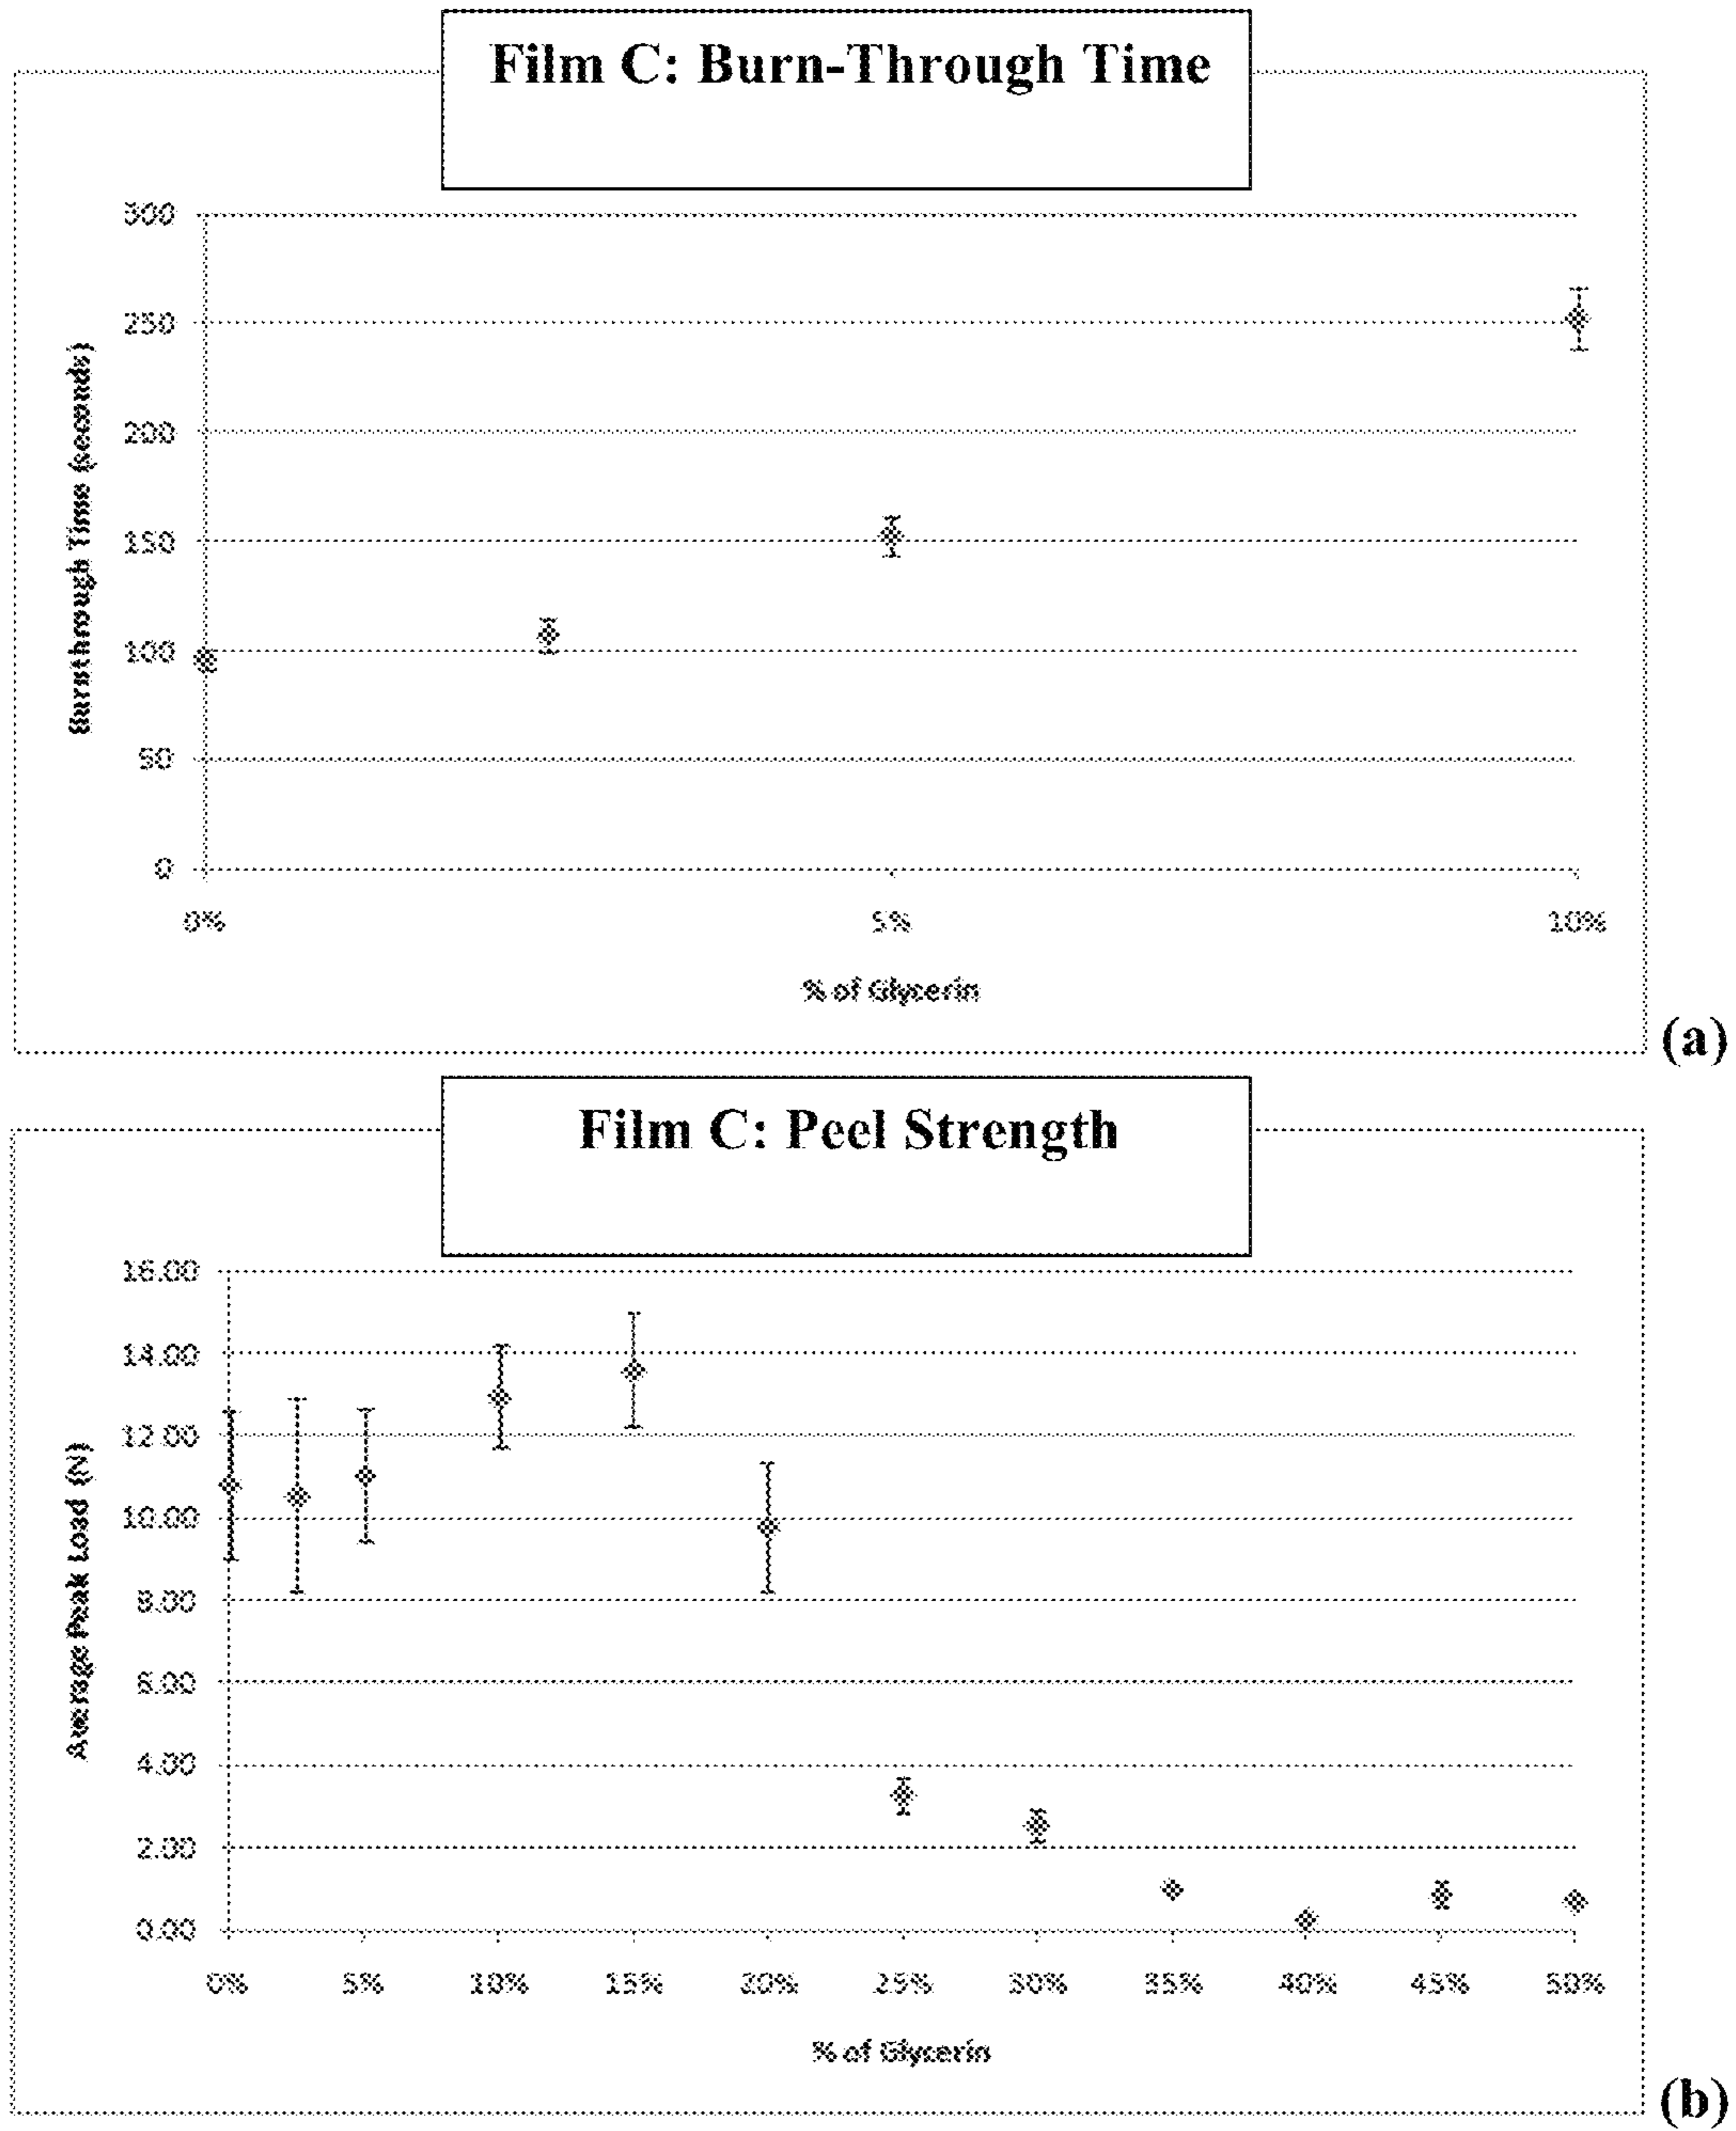 Film C: Burn-Through Time
300
250
200
150
100
50
0
Burnthrough Time (seconds)
0% 5% 10%
% of Glycerin
(a)
Film C: Peel Strength
16.00
14.00
12.00
10.00
8.00
6.00
4.00
2.00
0.00
Average Peak Load (N)
0% 5% 10% 15% 20% 25% 30% 35% 40% 45% 50%
% of Glycerin
(b)